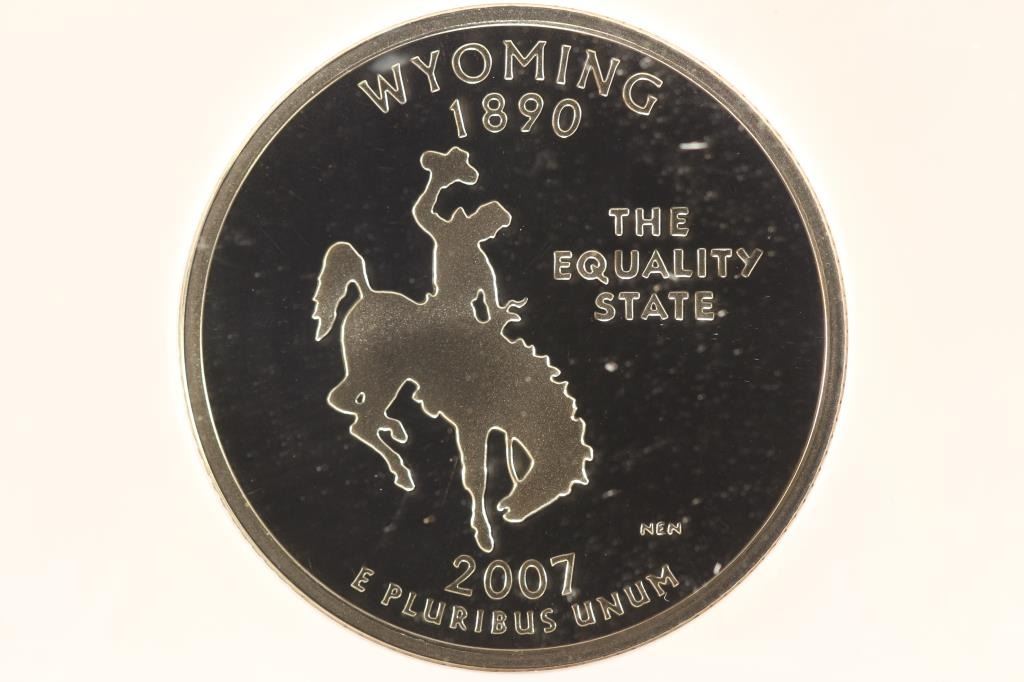 WYOMING
1890
THE
EQUALITY
STATE
NEN
2007
E PLURIBUS UNUM